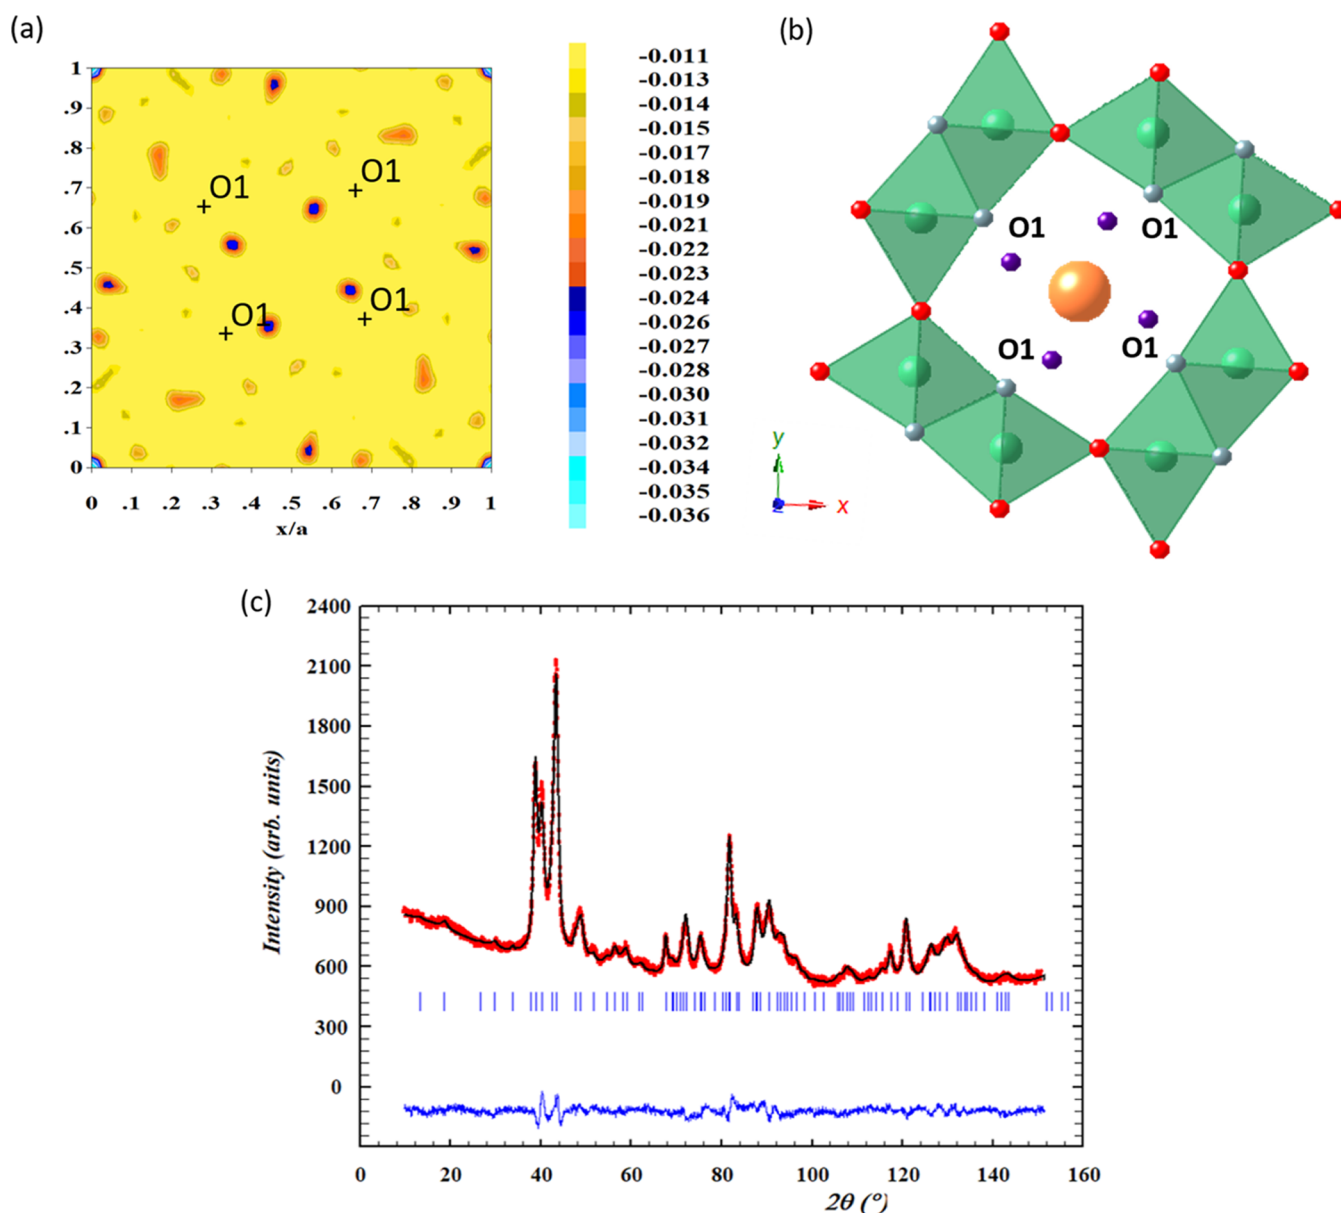 (a)
1
.9
.8
.7
.6
.5
.4
.3
.2
.1
0
O1
O1
O1
O1
0 .1 .2 .3 .4 .5 .6 .7 .8 .9 1
x/a
-0.011
-0.013
-0.014
-0.015
-0.017
-0.018
-0.019
-0.021
-0.022
-0.023
-0.024
-0.026
-0.027
-0.028
-0.030
-0.031
-0.032
-0.034
-0.035
-0.036
(b)
O1 O1
O1 O1
y
z x
(c)
2400
2100
1800
1500
1200
900
600
300
0
Intensity (arb. units)
0 20 40 60 80 100 120 140 160
2θ (°)